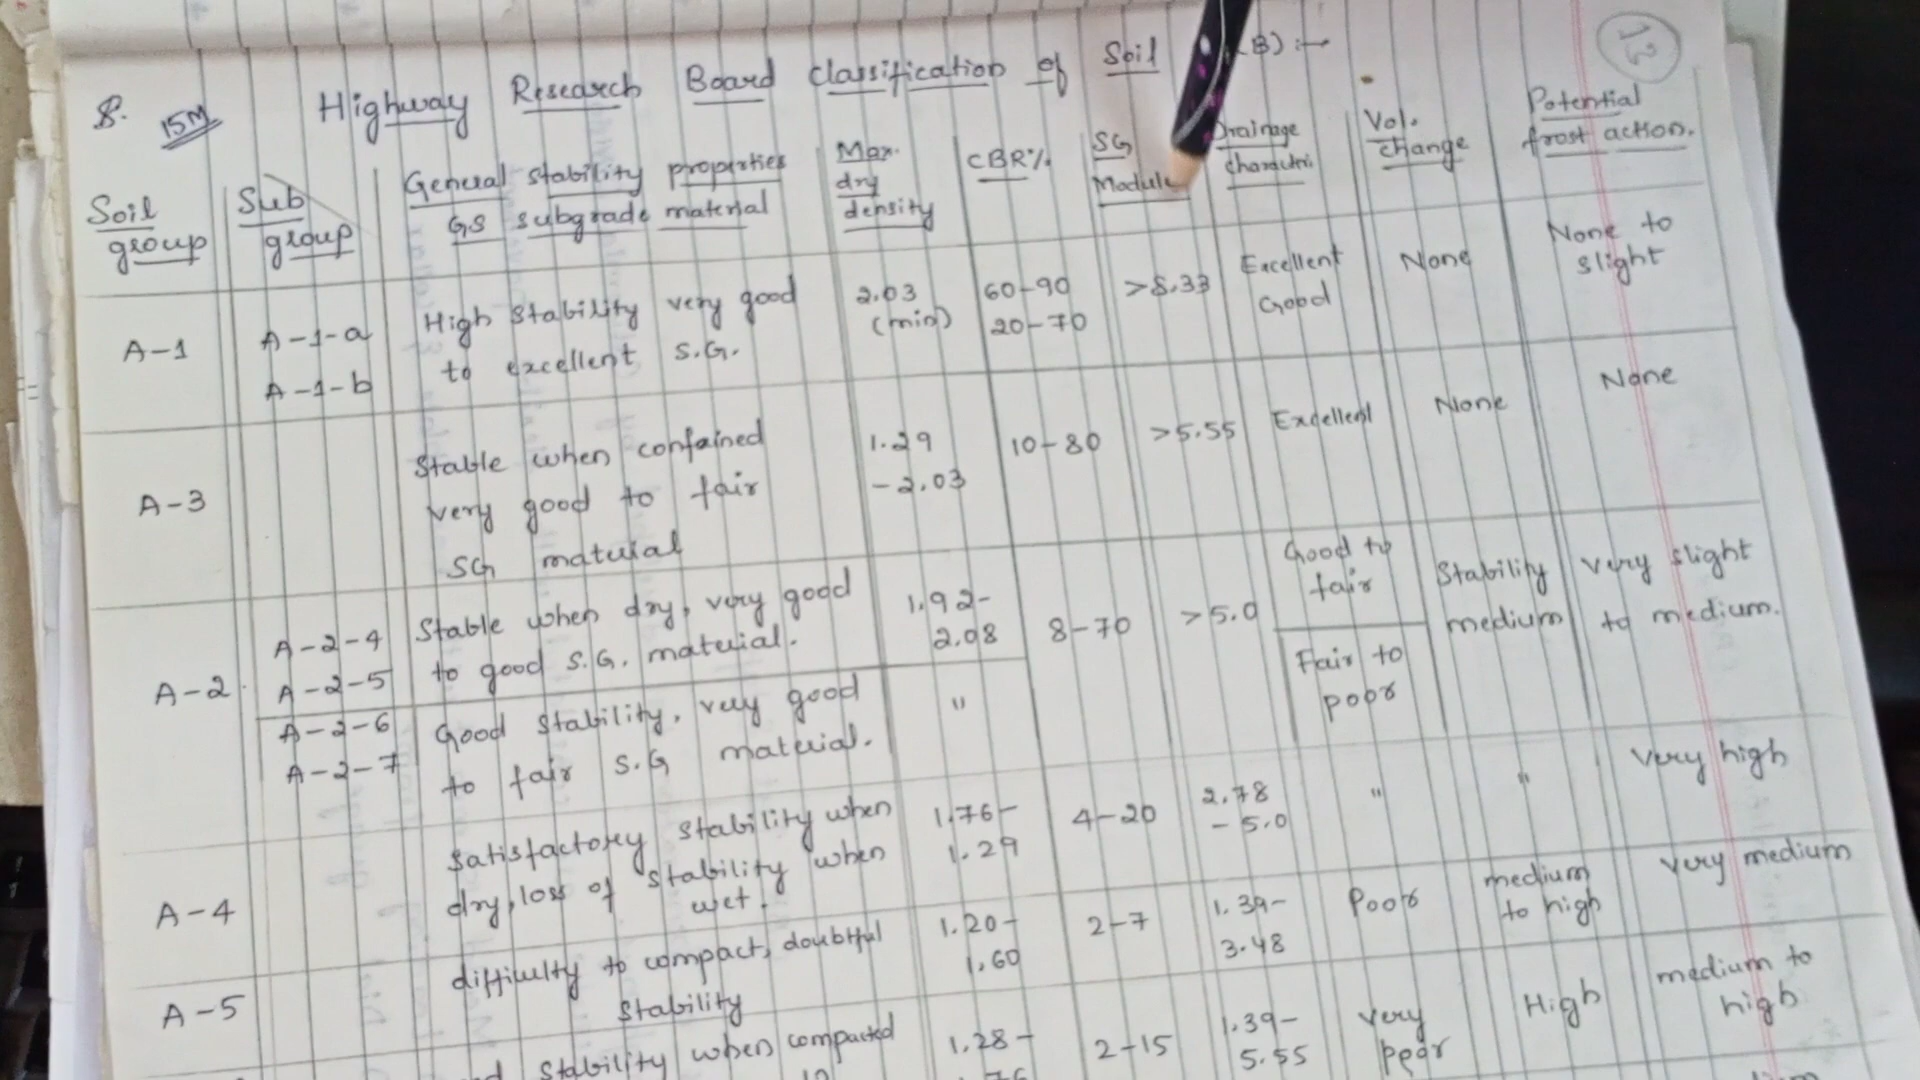 8. 15M Highway Research Board Classification of Soil B) :-
13
Soil group
Sub group
General stability properties GS subgrade material
Max. dry density
CBR%
SG Module
Drainage Charactri
Vol. change
Potential frost action.
A-1
A-1-a
A-1-b
High stability very good
to excellent S.G.
2.03
(min)
60-90
20-70
>8.33
Excellent
Good
None
None to
slight
A-3
Stable when confained
very good to fair
SG material
1.29
-2.03
10-80
>5.55
Excellent
None
None
A-2
A-2-4
A-2-5
Stable when dry, very good
to good S.G. material.
1.92-
2.08
8-70
>5.0
Good to
fair
Stability
medium
very slight
to medium.
A-2-6
A-2-7
Good stability, very good
to fair S.G material.
"
Fair to
poor
A-4
Satisfactory stability when
dry, loss of stability when
wet.
1.76-
1.29
4-20
2.78
-5.0
"
"
very high
A-5
difficulty to compact, doubtful
stability
1.20-
1.60
2-7
1.39-
3.48
Poor
medium
to high
very medium
stability when compacted
1.28-
2-15
1.39-
5.55
very
poor
High
medium to
high